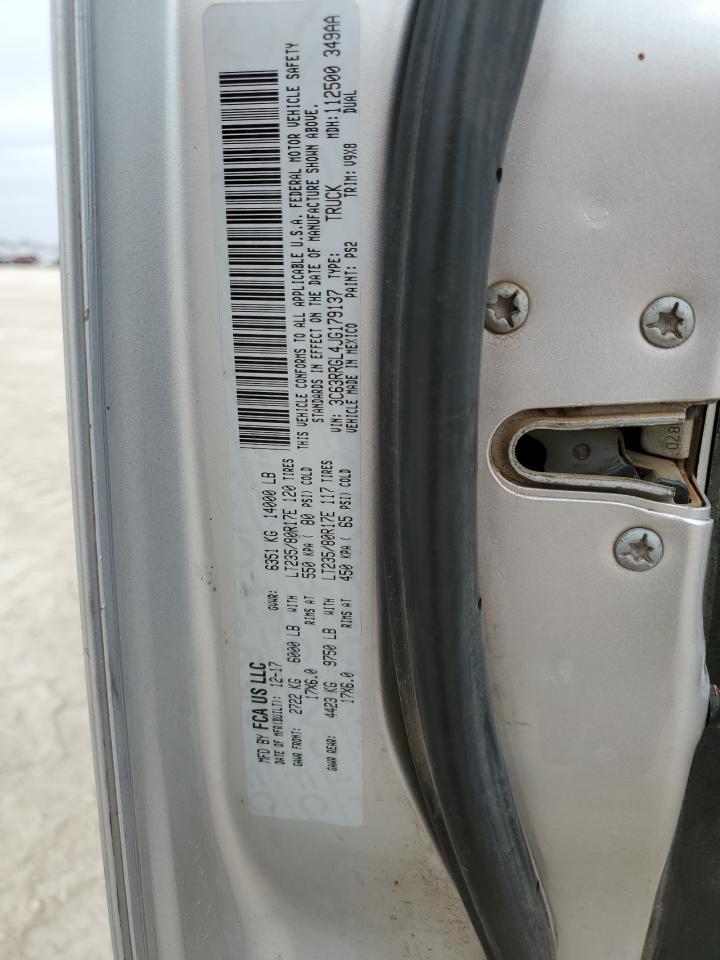 MFD BY FCA US LLC
DATE OF MFR(BUILT): 12-17 GVWR: 6351 KG 14000 LB
GAWR FRONT: 2722 KG 6000 LB WITH LT235/80R17E 120 TIRES
17X6.0 RIMS AT 550 KPA ( 80 PSI) COLD
GAWR REAR: 4423 KG 9750 LB WITH LT235/80R17E 117 TIRES
17X6.0 RIMS AT 450 KPA ( 65 PSI) COLD
THIS VEHICLE CONFORMS TO ALL APPLICABLE U.S.A. FEDERAL MOTOR VEHICLE SAFETY
STANDARDS IN EFFECT ON THE DATE OF MANUFACTURE SHOWN ABOVE.
VIN: 3C63RRGL4JG179137 TYPE: TRUCK MDH: 112500 349AA
VEHICLE MADE IN MEXICO PAINT: PS2 TRIM: V9X8 DUAL